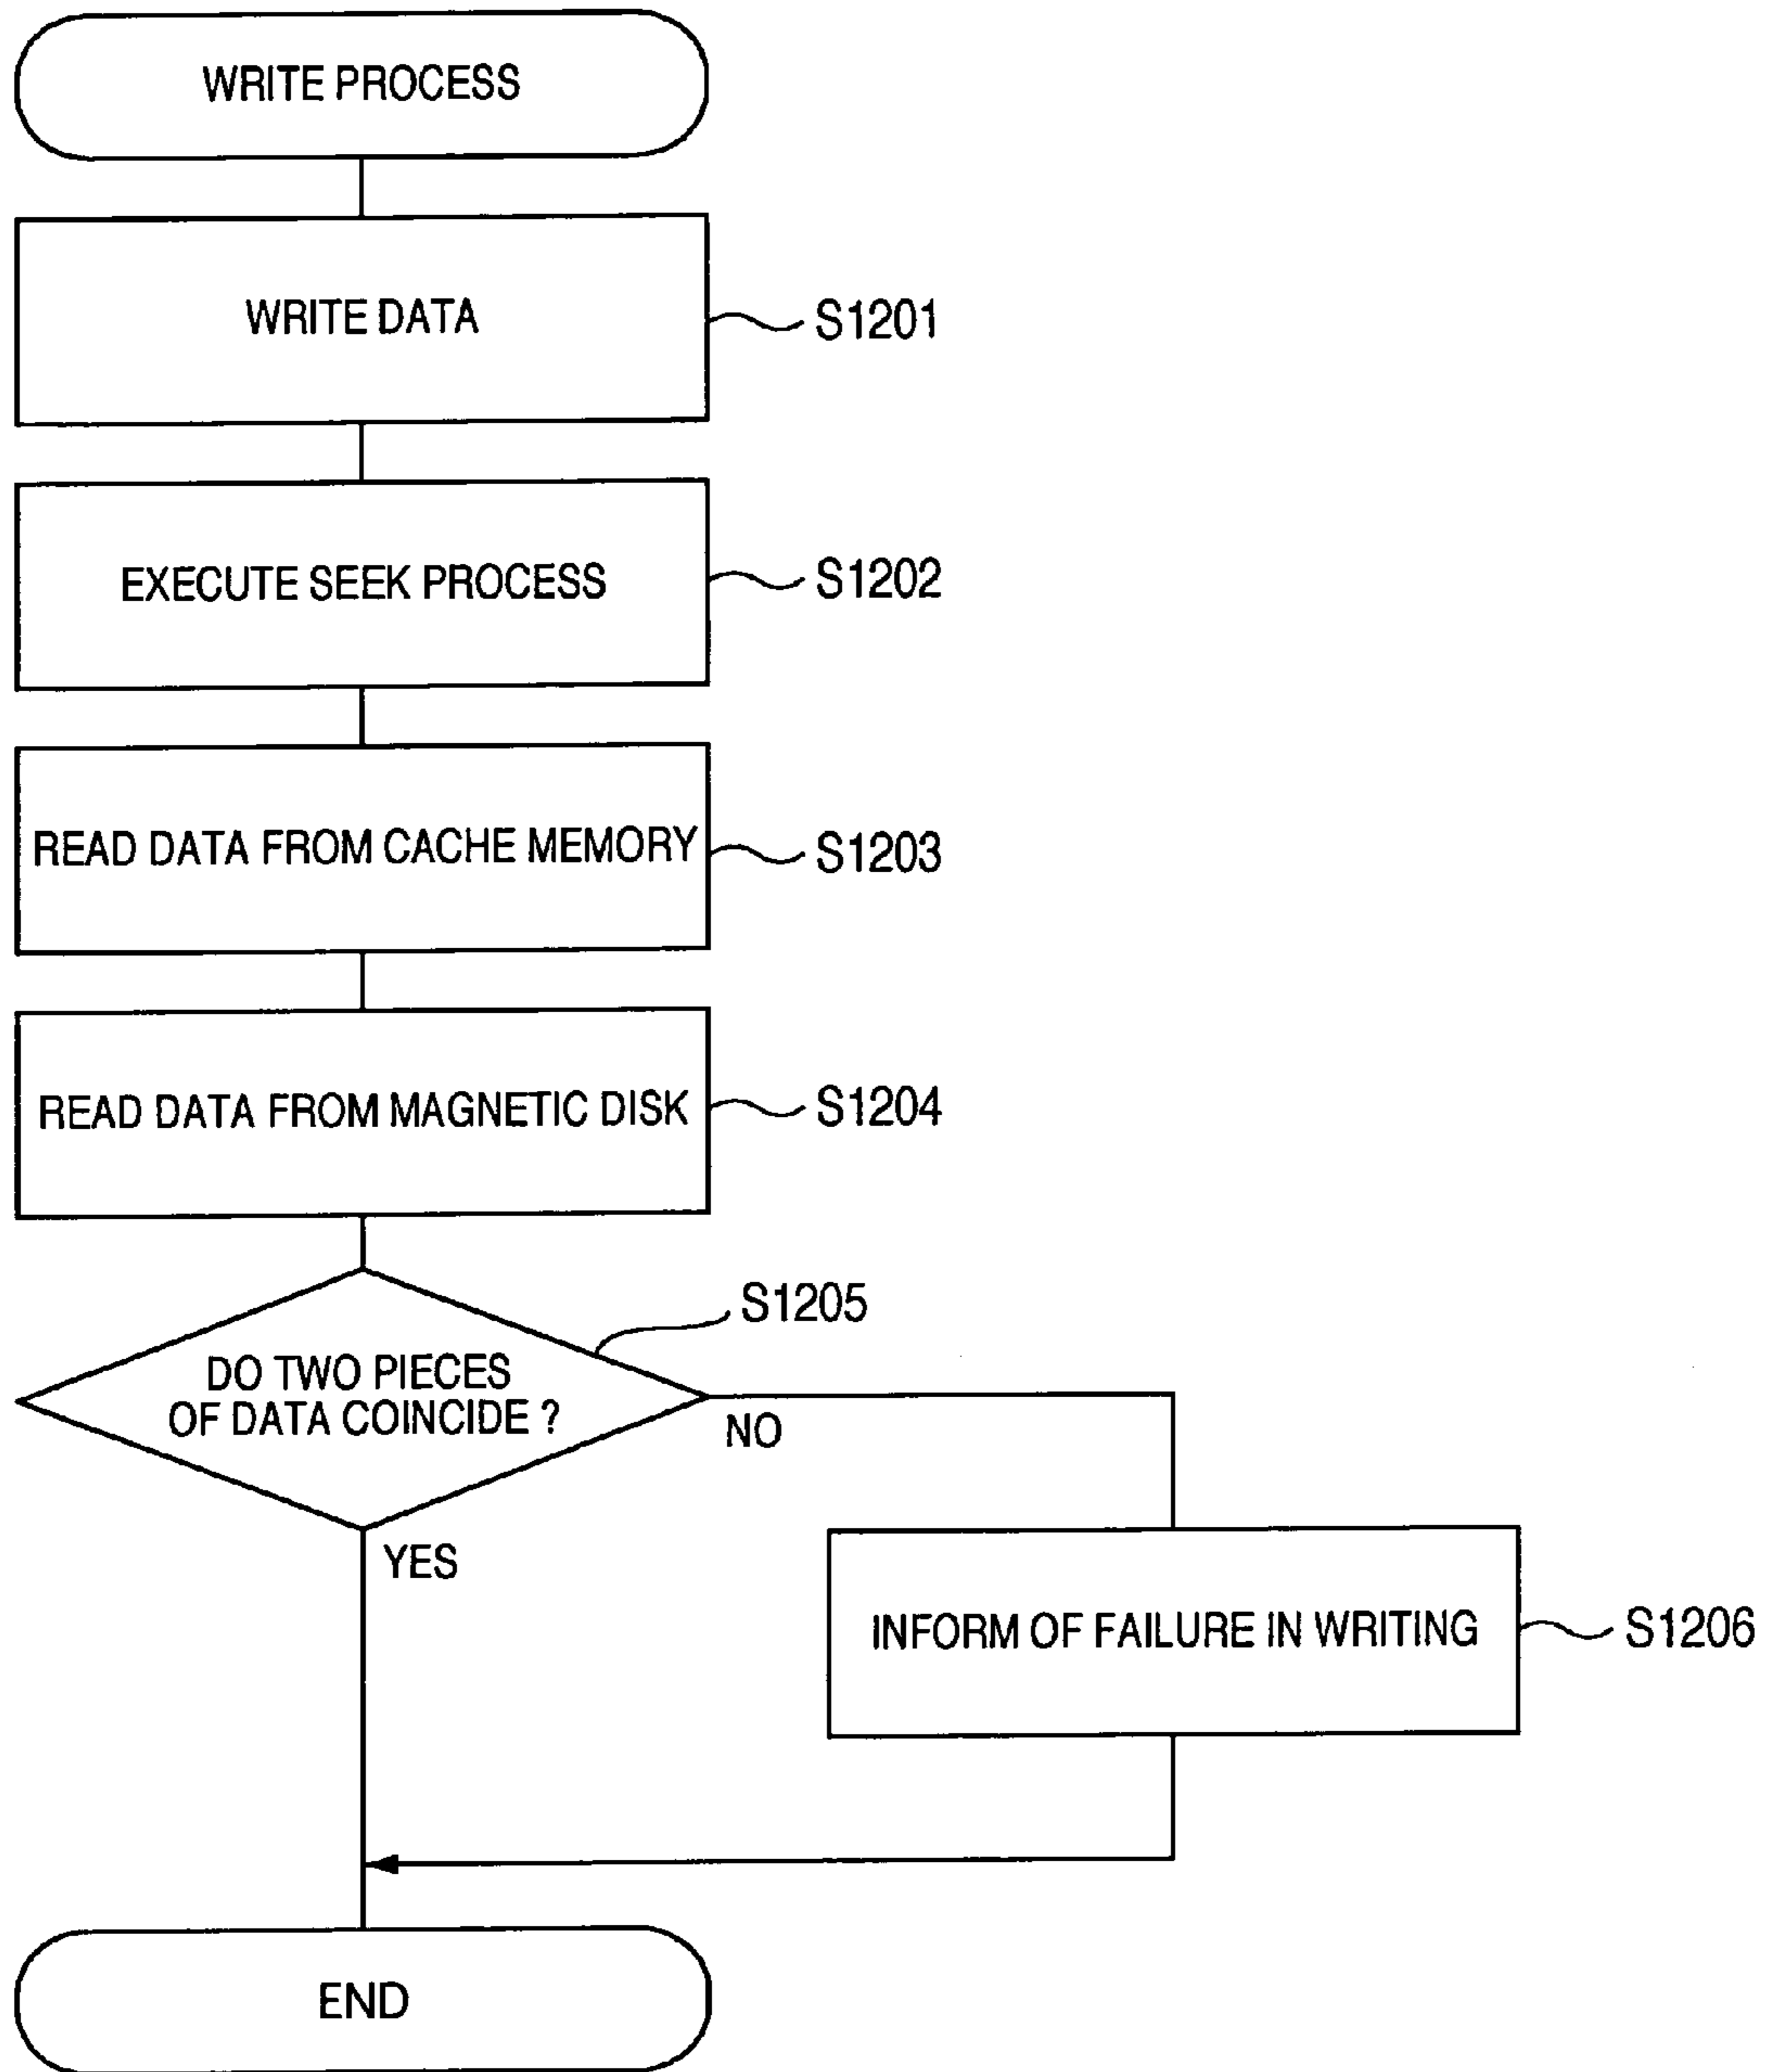 WRITE PROCESS
WRITE DATA
S1201
EXECUTE SEEK PROCESS
S1202
READ DATA FROM CACHE MEMORY
S1203
READ DATA FROM MAGNETIC DISK
S1204
S1205
DO TWO PIECES
OF DATA COINCIDE ?
NO
YES
INFORM OF FAILURE IN WRITING
S1206
END